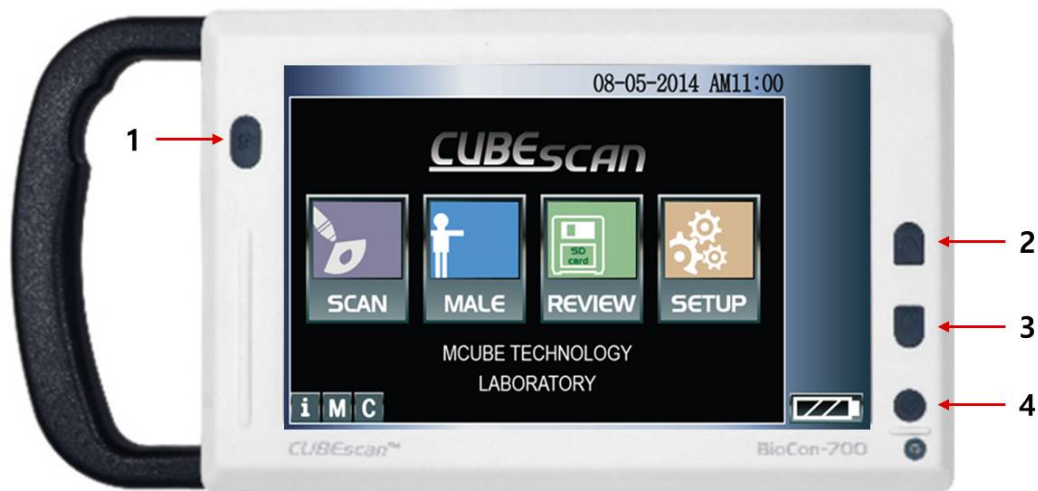 08-05-2014 AM11:00
1
CUBEscan
2
SD
card
SCAN MALE REVIEW SETUP
3
MCUBE TECHNOLOGY
LABORATORY
i M C
4
CUBEscan™ BioCon-700